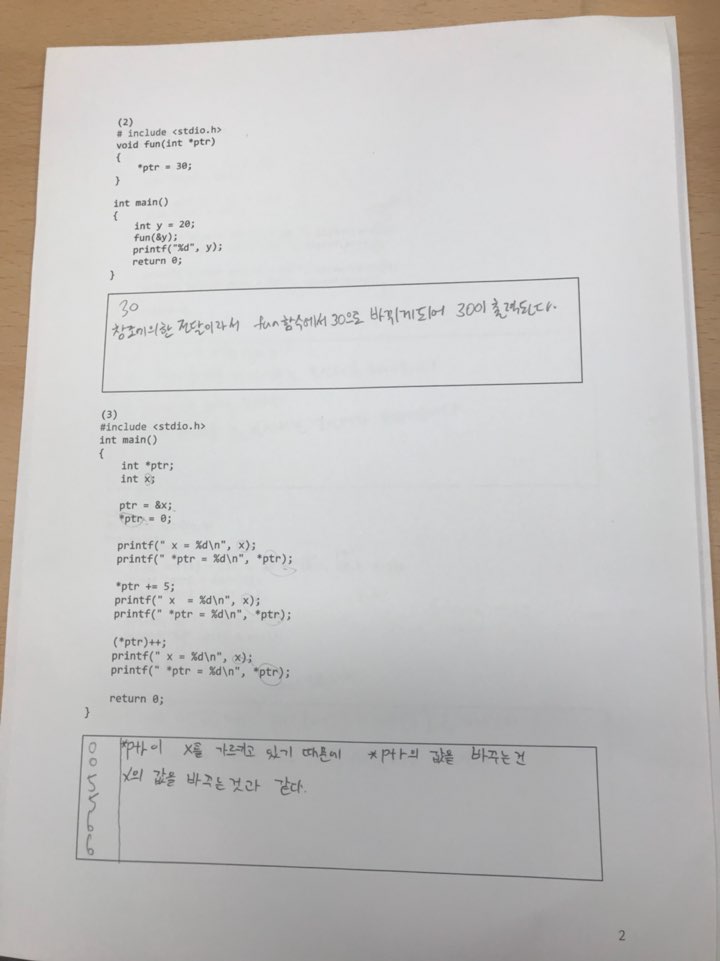 (2)
# include <stdio.h>
void fun(int *ptr)
{
    *ptr = 30;
}
int main()
{
    int y = 20;
    fun(&y);
    printf("%d", y);
    return 0;
}
30
참조에의한 전달이라서 fun함수에서 30으로 바뀌게되어 30이 출력된다.
(3)
#include <stdio.h>
int main()
{
    int *ptr;
    int x;
    ptr = &x;
    *ptr = 0;
    printf(" x = %d\n", x);
    printf(" *ptr = %d\n", *ptr);
    *ptr += 5;
    printf(" x  = %d\n", x);
    printf(" *ptr = %d\n", *ptr);
    (*ptr)++;
    printf(" x = %d\n", x);
    printf(" *ptr = %d\n", *ptr);
    return 0;
}
0 *ptr이 x를 가르켜고 있기 때문에 *ptr의 값을 바꾸는건
0
5 x의 값을 바꾸는것과 같다.
5
6
6
2